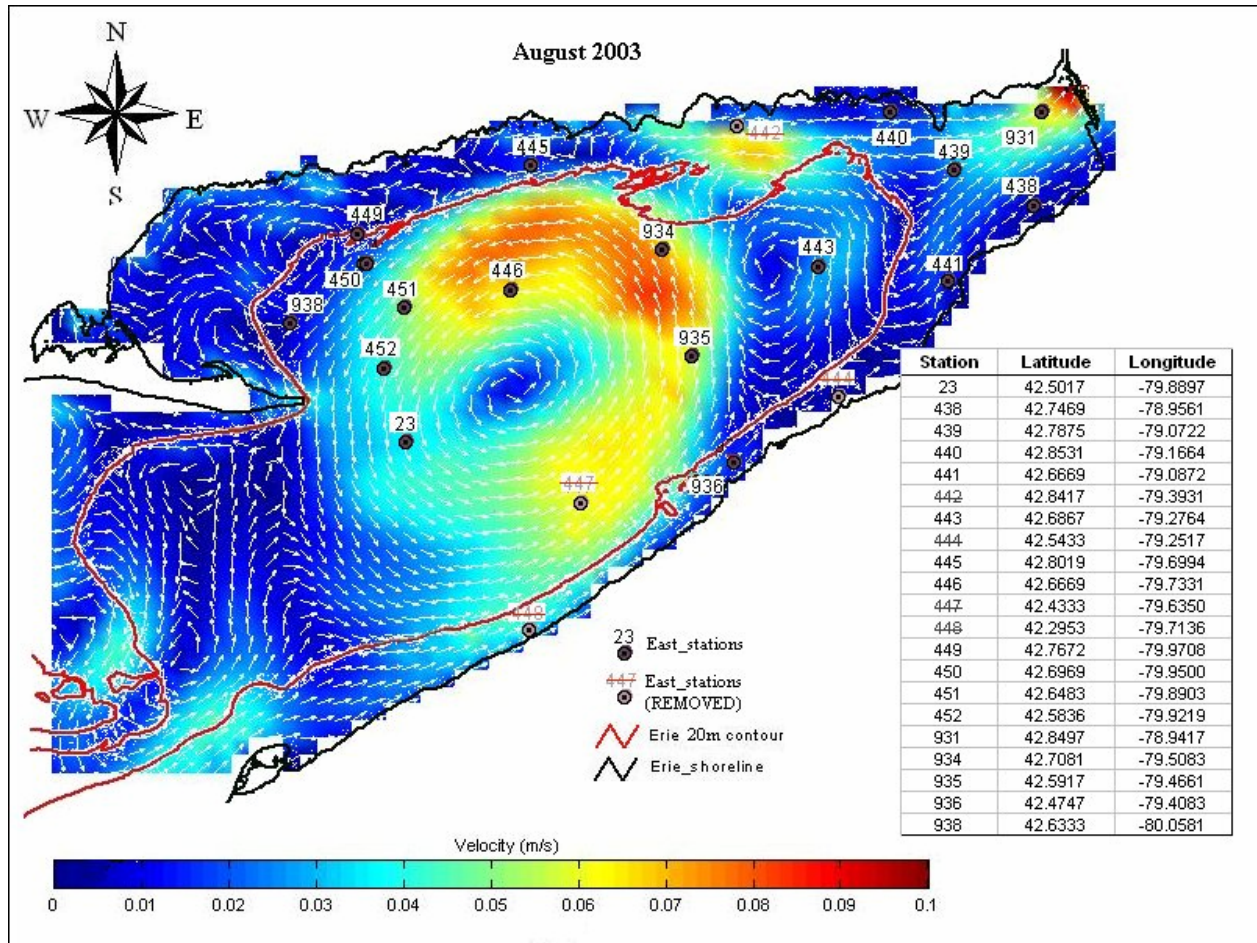 August 2003
N
W
E
S
442
440
931
445
439
438
449
934
443
450
446
441
451
938
935
452
444
23
447
936
448
23
East_stations
447
East_stations
(REMOVED)
Erie 20m contour
Erie_shoreline
Station Latitude Longitude
23 42.5017 -79.8897
438 42.7469 -78.9561
439 42.7875 -79.0722
440 42.8531 -79.1664
441 42.6669 -79.0872
442 42.8417 -79.3931
443 42.6867 -79.2764
444 42.5433 -79.2517
445 42.8019 -79.6994
446 42.6669 -79.7331
447 42.4333 -79.6350
448 42.2953 -79.7136
449 42.7672 -79.9708
450 42.6969 -79.9500
451 42.6483 -79.8903
452 42.5836 -79.9219
931 42.8497 -78.9417
934 42.7081 -79.5083
935 42.5917 -79.4661
936 42.4747 -79.4083
938 42.6333 -80.0581
Velocity (m/s)
0 0.01 0.02 0.03 0.04 0.05 0.06 0.07 0.08 0.09 0.1